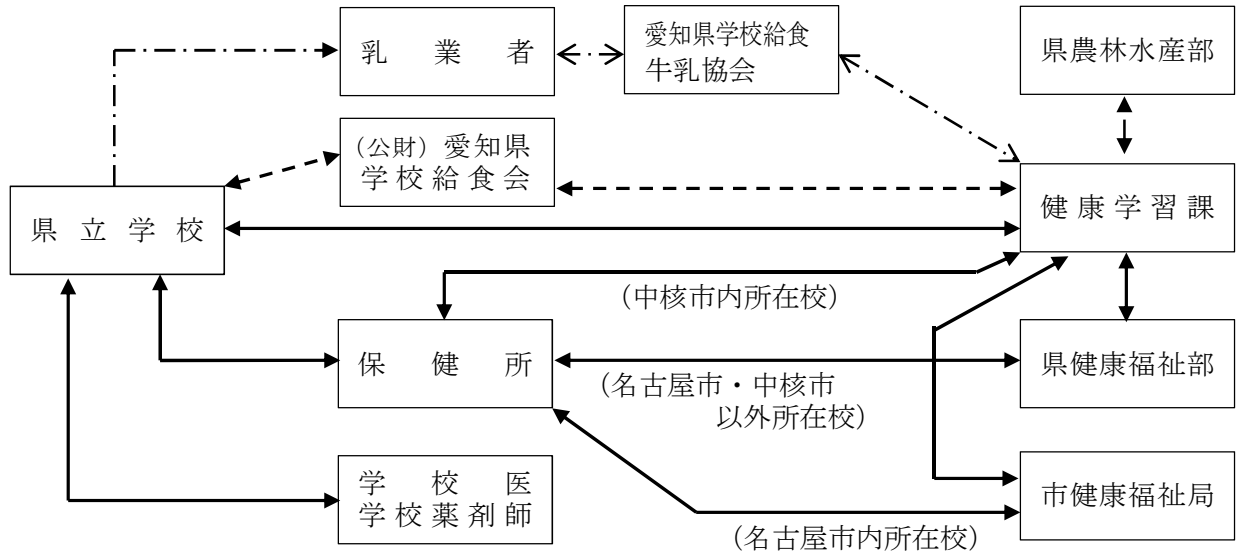 乳業者
愛知県学校給食
牛乳協会
県農林水産部
(公財)愛知県
学校給食会
県立学校
健康学習課
(中核市内所在校)
保健所
県健康福祉部
(名古屋市・中核市
以外所在校)
学校医
学校薬剤師
市健康福祉局
(名古屋市内所在校)